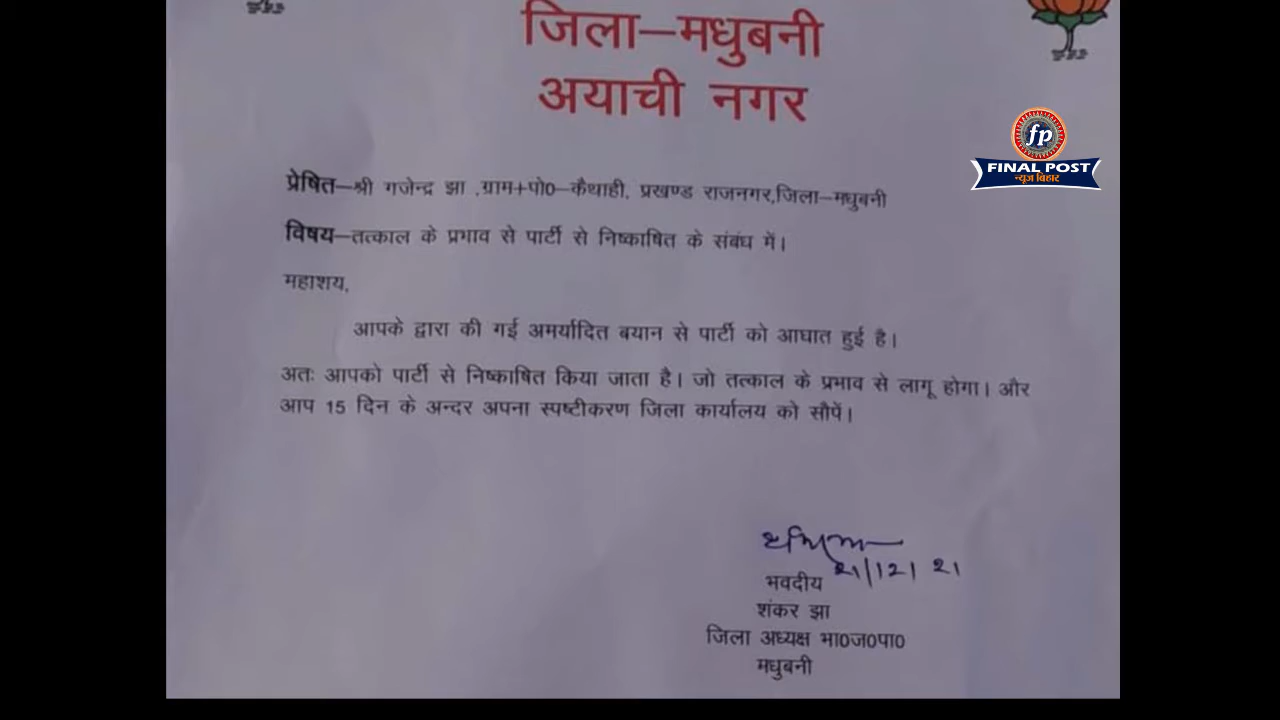 जिला–मधुबनी
अयाची नगर
fp
FINAL POST
न्यूज बिहार
प्रेषित–श्री गजेन्द्र झा ,ग्राम+पो0–कैथाही, प्रखण्ड राजनगर,जिला–मधुबनी
विषय–तत्काल के प्रभाव से पार्टी से निष्काषित के संबंध में।
महाशय,
आपके द्वारा की गई अमर्यादित बयान से पार्टी को आघात हुई है।
अतः आपको पार्टी से निष्काषित किया जाता है। जो तत्काल के प्रभाव से लागू होगा। और
आप 15 दिन के अन्दर अपना स्पष्टीकरण जिला कार्यालय को सौपें।
21/12/21
भवदीय
शंकर झा
जिला अध्यक्ष भा0ज0पा0
मधुबनी